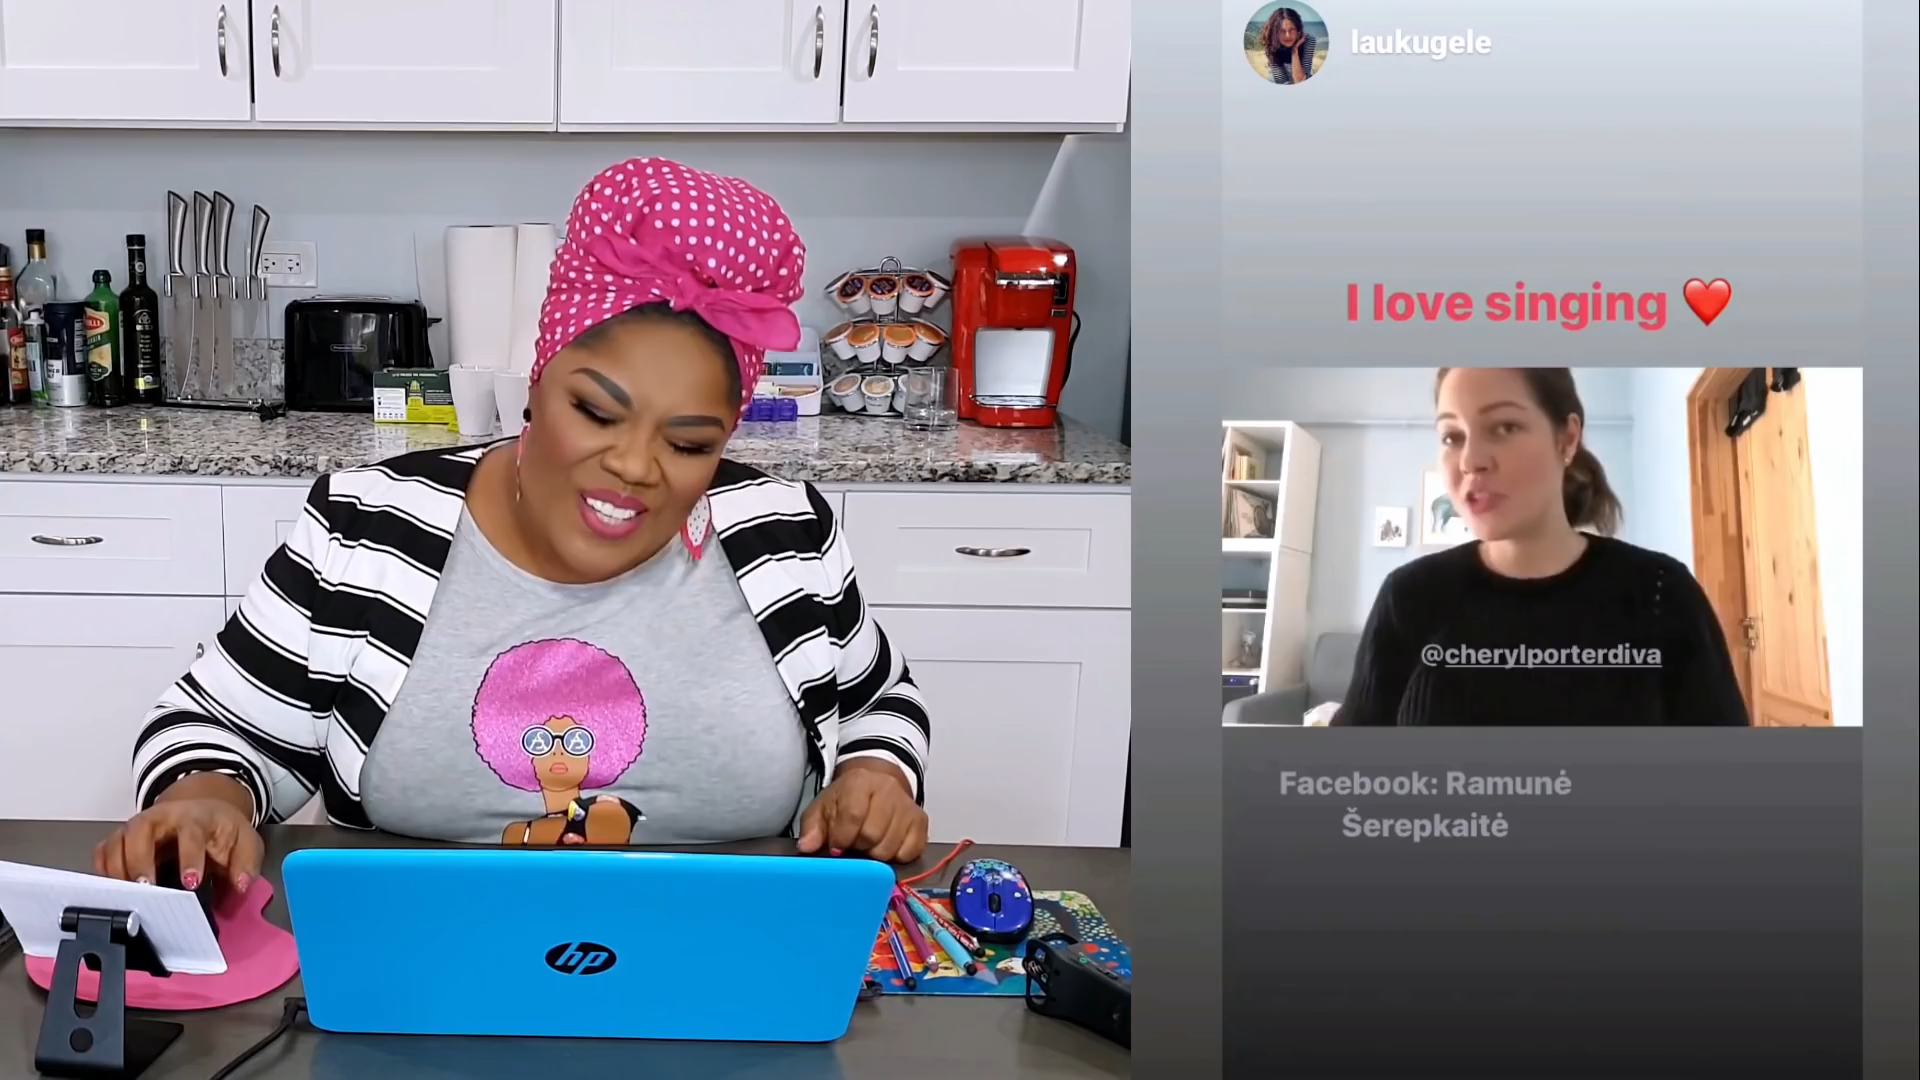 laukugele
I love singing ❤️
@cherylporterdiva
Facebook: Ramunė
Šerepkaitė
hp